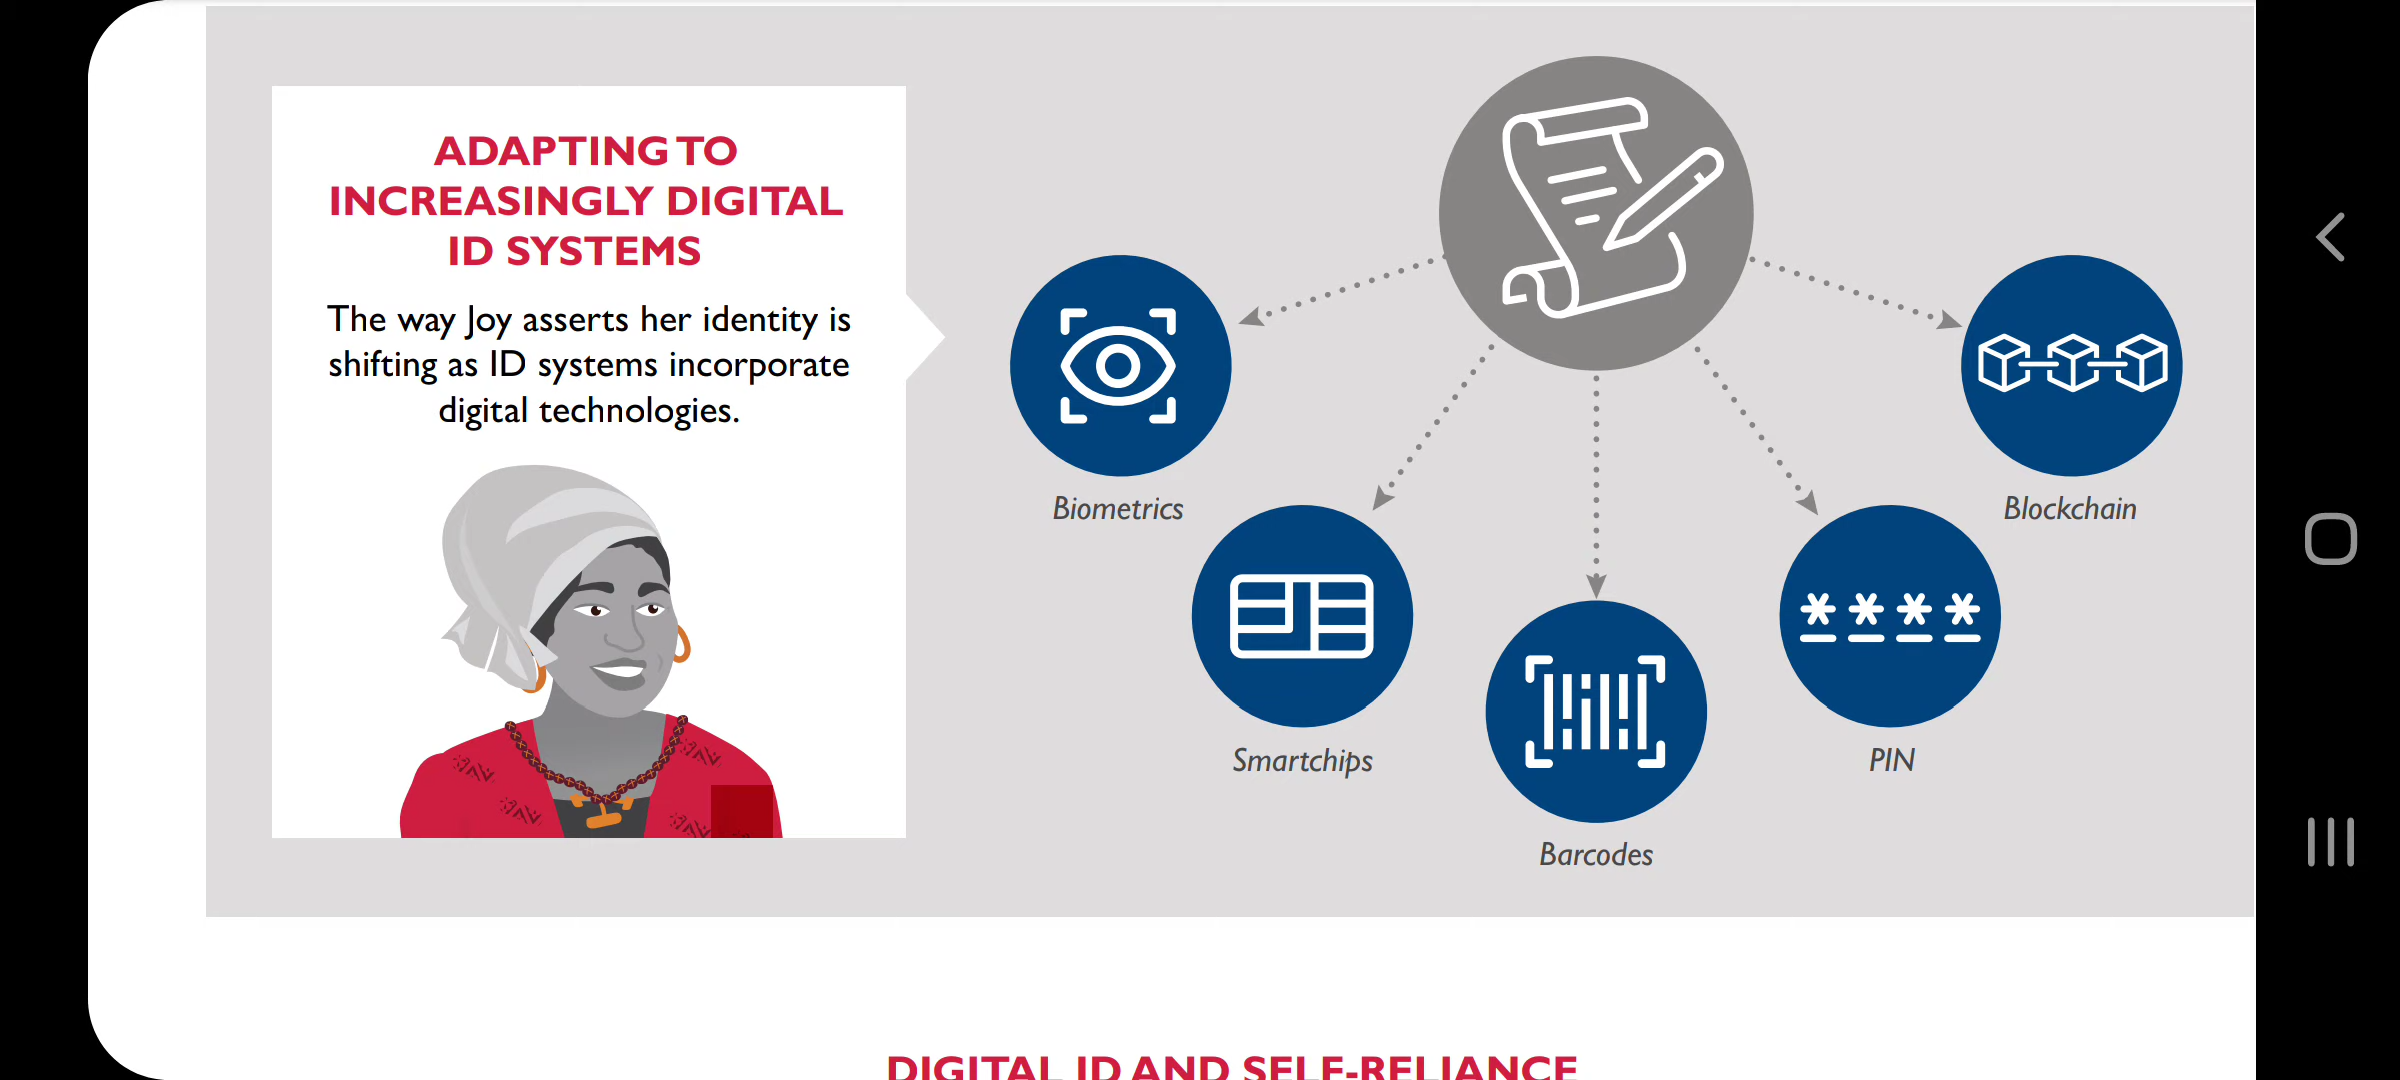 ADAPTING TO
INCREASINGLY DIGITAL
ID SYSTEMS
The way Joy asserts her identity is
shifting as ID systems incorporate
digital technologies.
Biometrics
Smartchips
Barcodes
PIN
Blockchain
DIGITAL ID AND SELF-RELIANCE